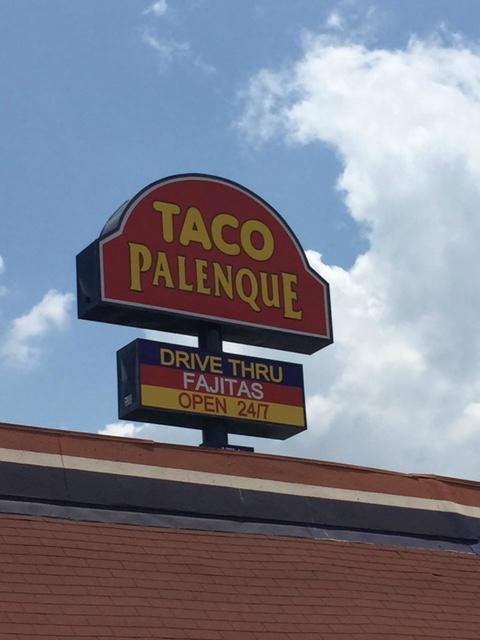 TACO
PALENQUE
DRIVE THRU
FAJITAS
OPEN 24/7